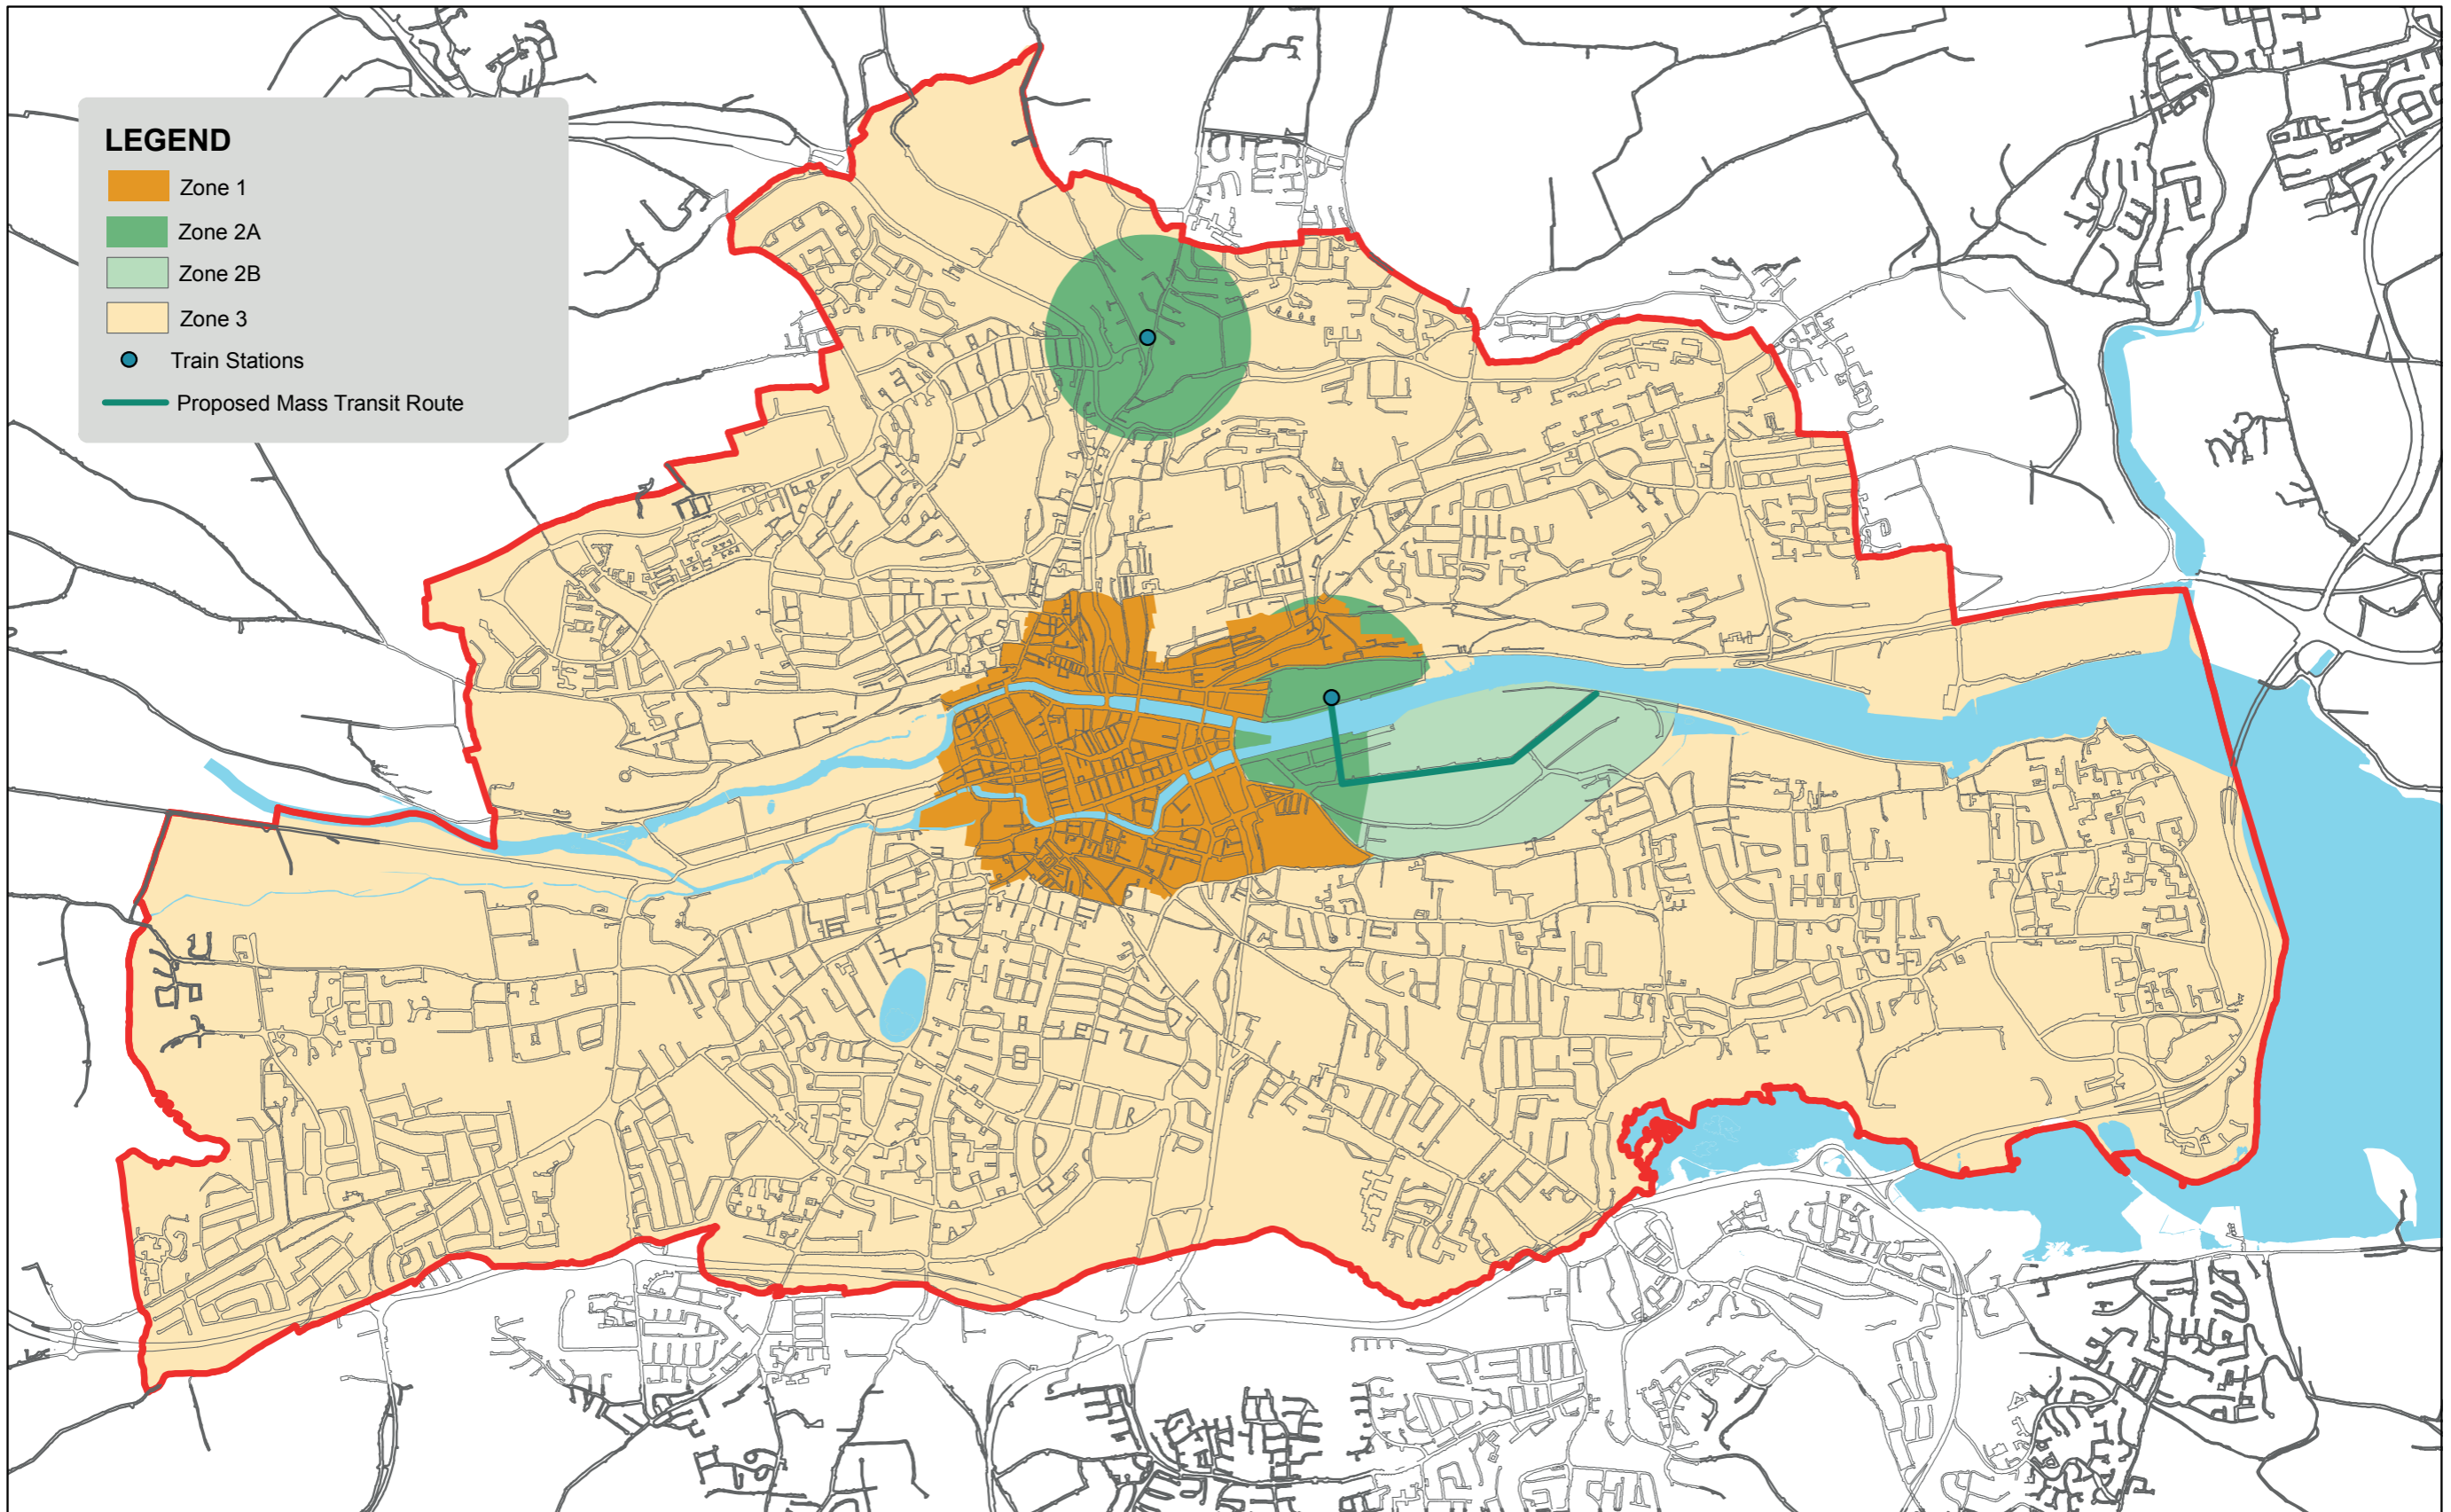 LEGEND
Zone 1
Zone 2A
Zone 2B
Zone 3
Train Stations
Proposed Mass Transit Route